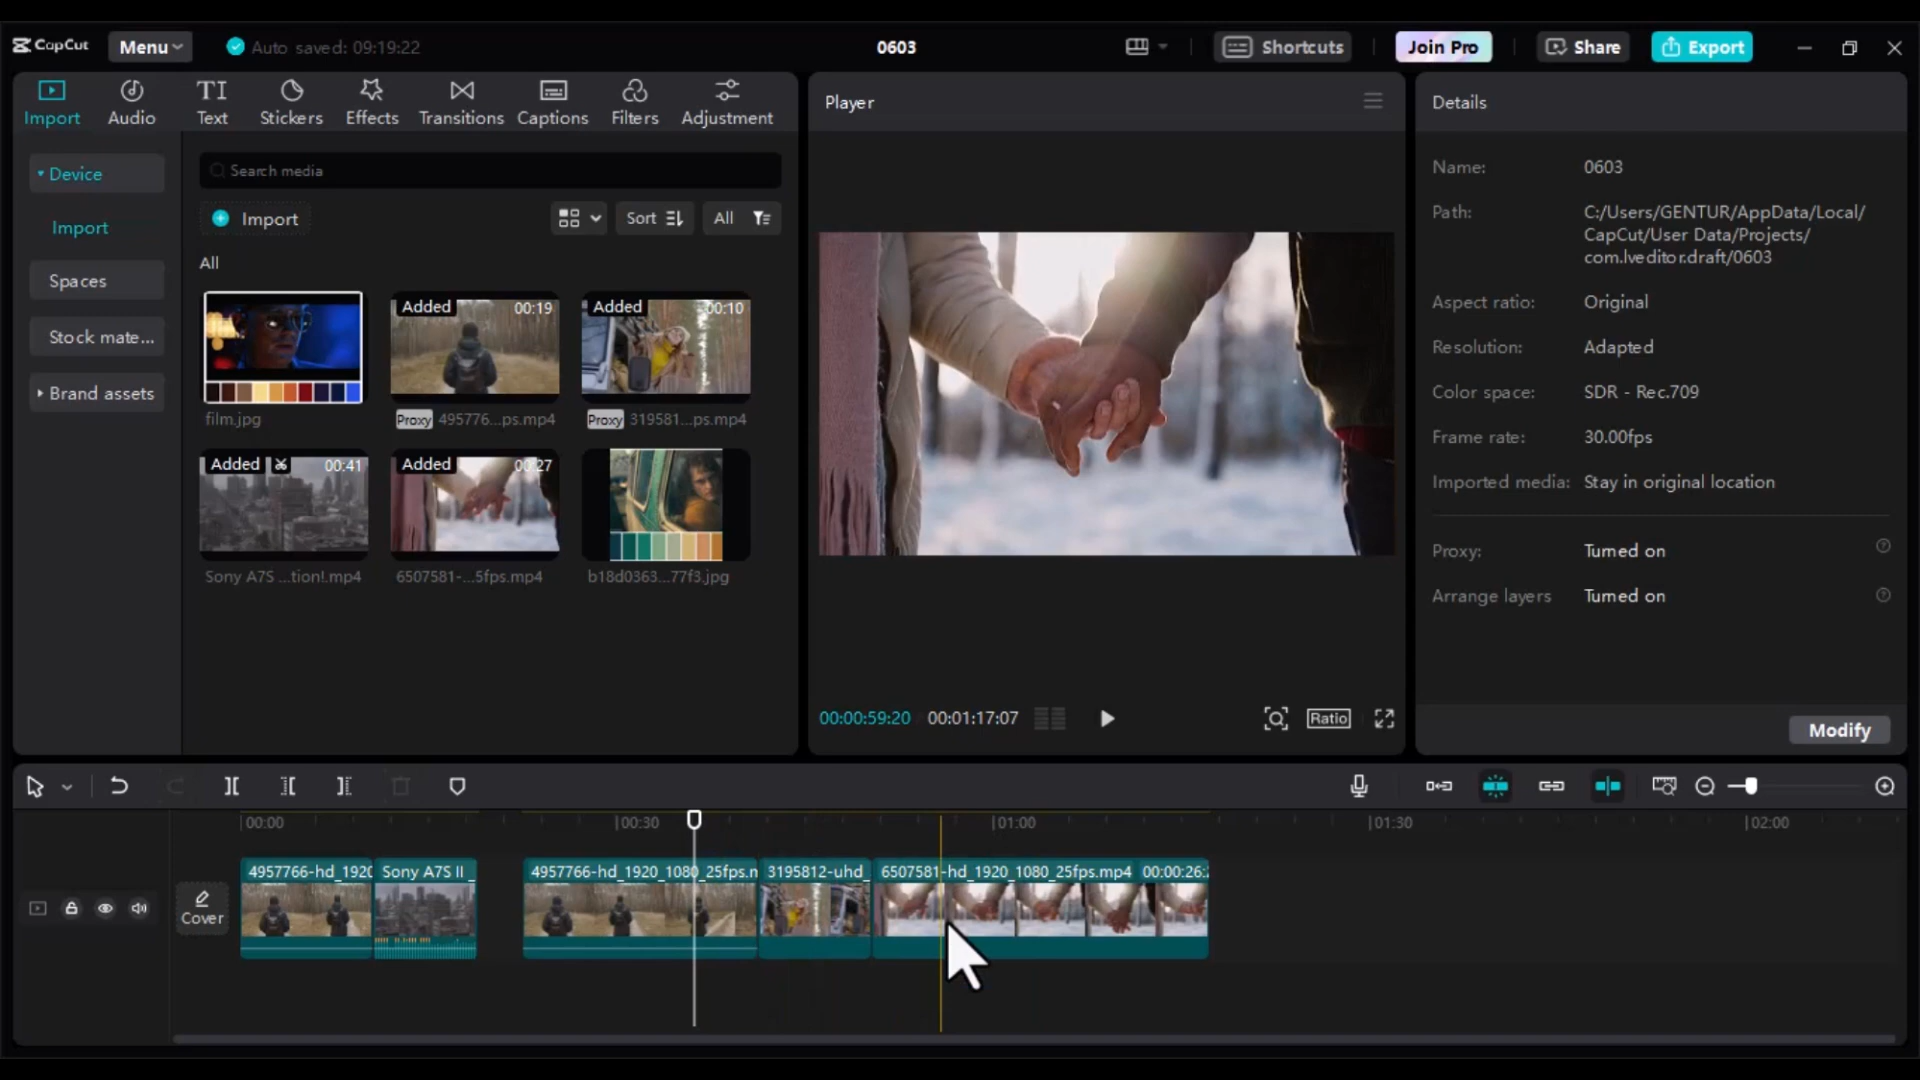 CapCut
Menu
Auto saved: 09:19:22
0603
Shortcuts
Join Pro
Share
Export
Import
Audio
TI
Text
Stickers
Effects
Transitions
Captions
Filters
Adjustment
Player
Details
Device
Import
Spaces
Stock mate...
Brand assets
Search media
Import
Sort
All
All
film.jpg
Added
00:19
Proxy
495776...ps.mp4
Added
00:10
Proxy
319581...ps.mp4
Added
00:41
Sony A7S ...tion!.mp4
Added
00:27
6507581-...5fps.mp4
b18d0363...77f3.jpg
00:00:59:20
00:01:17:07
Ratio
Name:
0603
Path:
C:/Users/GENTUR/AppData/Local/
CapCut/User Data/Projects/
com.lveditor.draft/0603
Aspect ratio:
Original
Resolution:
Adapted
Color space:
SDR - Rec.709
Frame rate:
30.00fps
Imported media:
Stay in original location
Proxy:
Turned on
Arrange layers
Turned on
Modify
00:00
00:30
01:00
01:30
02:00
Cover
4957766-hd_1920
Sony A7S II _
4957766-hd_1920_1080_25fps.m
3195812-uhd_
6507581-hd_1920_1080_25fps.mp4
00:00:26: